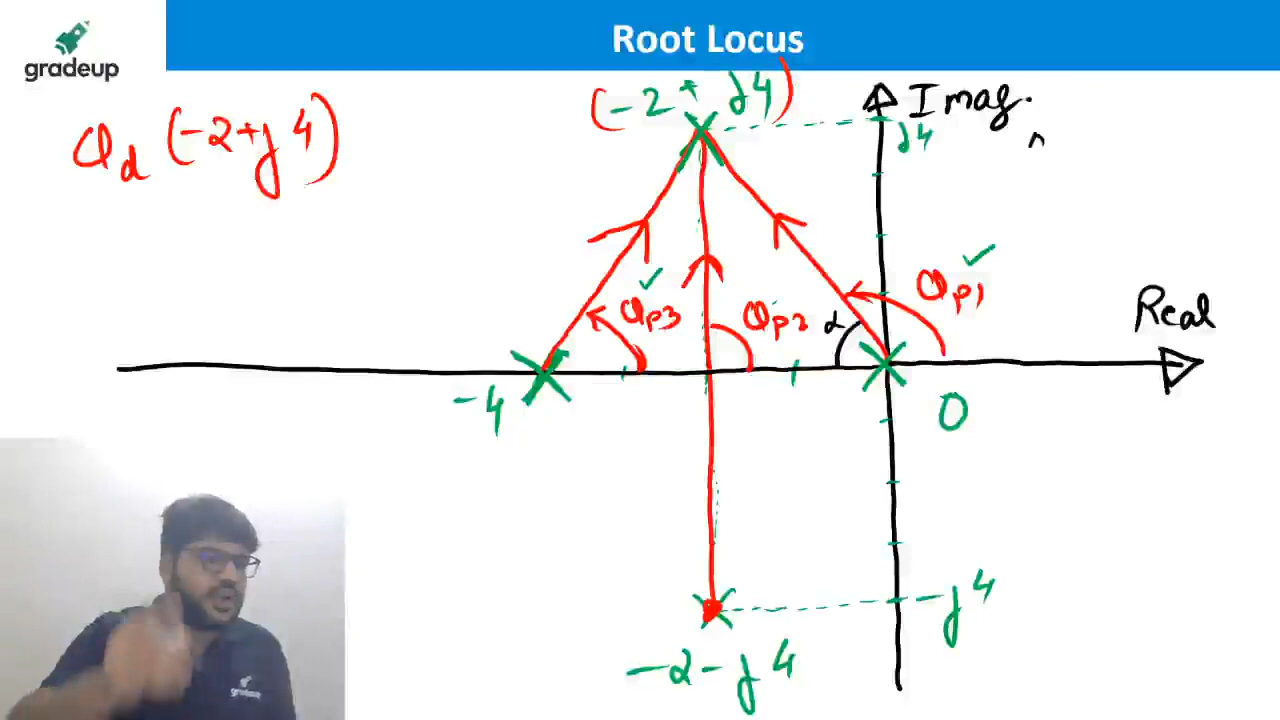 Root Locus
gradeup
(-2 + j4)
Imag.
j4
Φd (-2+j4)
Φp3
Φp2
α
Φp1
Real
-4
0
-j4
-2-j4
gradeup